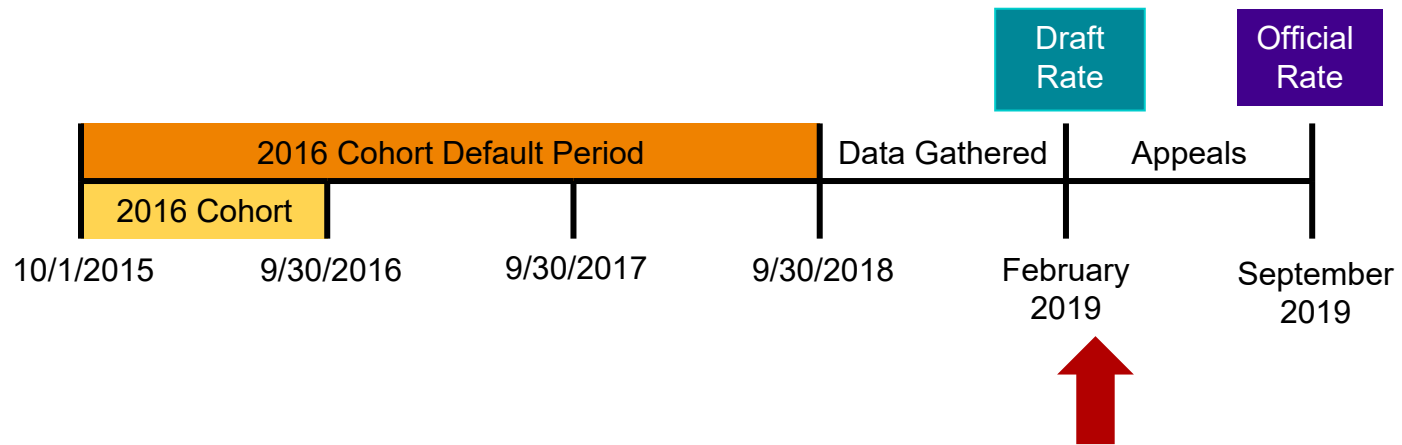 Draft
Rate
Official
Rate
2016 Cohort Default Period
Data Gathered
Appeals
2016 Cohort
10/1/2015
9/30/2016
9/30/2017
9/30/2018
February
2019
September
2019